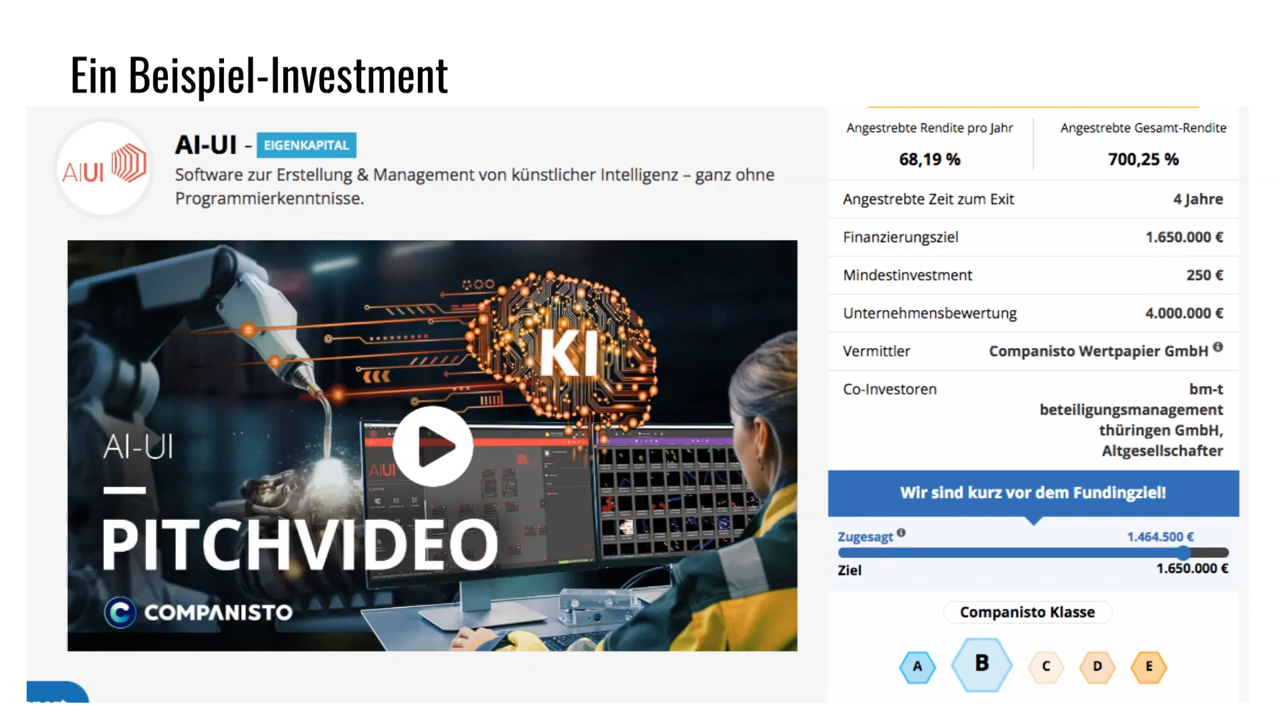 Ein Beispiel-Investment
AIUI
AI-UI - EIGENKAPITAL
Software zur Erstellung & Management von künstlicher Intelligenz – ganz ohne
Programmierkenntnisse.
KI
AIUI
AI-UI
PITCHVIDEO
COMPANISTO
Angestrebte Rendite pro Jahr
68,19 %
Angestrebte Gesamt-Rendite
700,25 %
Angestrebte Zeit zum Exit 4 Jahre
Finanzierungsziel 1.650.000 €
Mindestinvestment 250 €
Unternehmensbewertung 4.000.000 €
Vermittler Companisto Wertpapier GmbH
Co-Investoren bm-t
beteiligungsmanagement
thüringen GmbH,
Altgesellschafter
Wir sind kurz vor dem Fundingziel!
Zugesagt 1.464.500 €
Ziel 1.650.000 €
Companisto Klasse
A B C D E